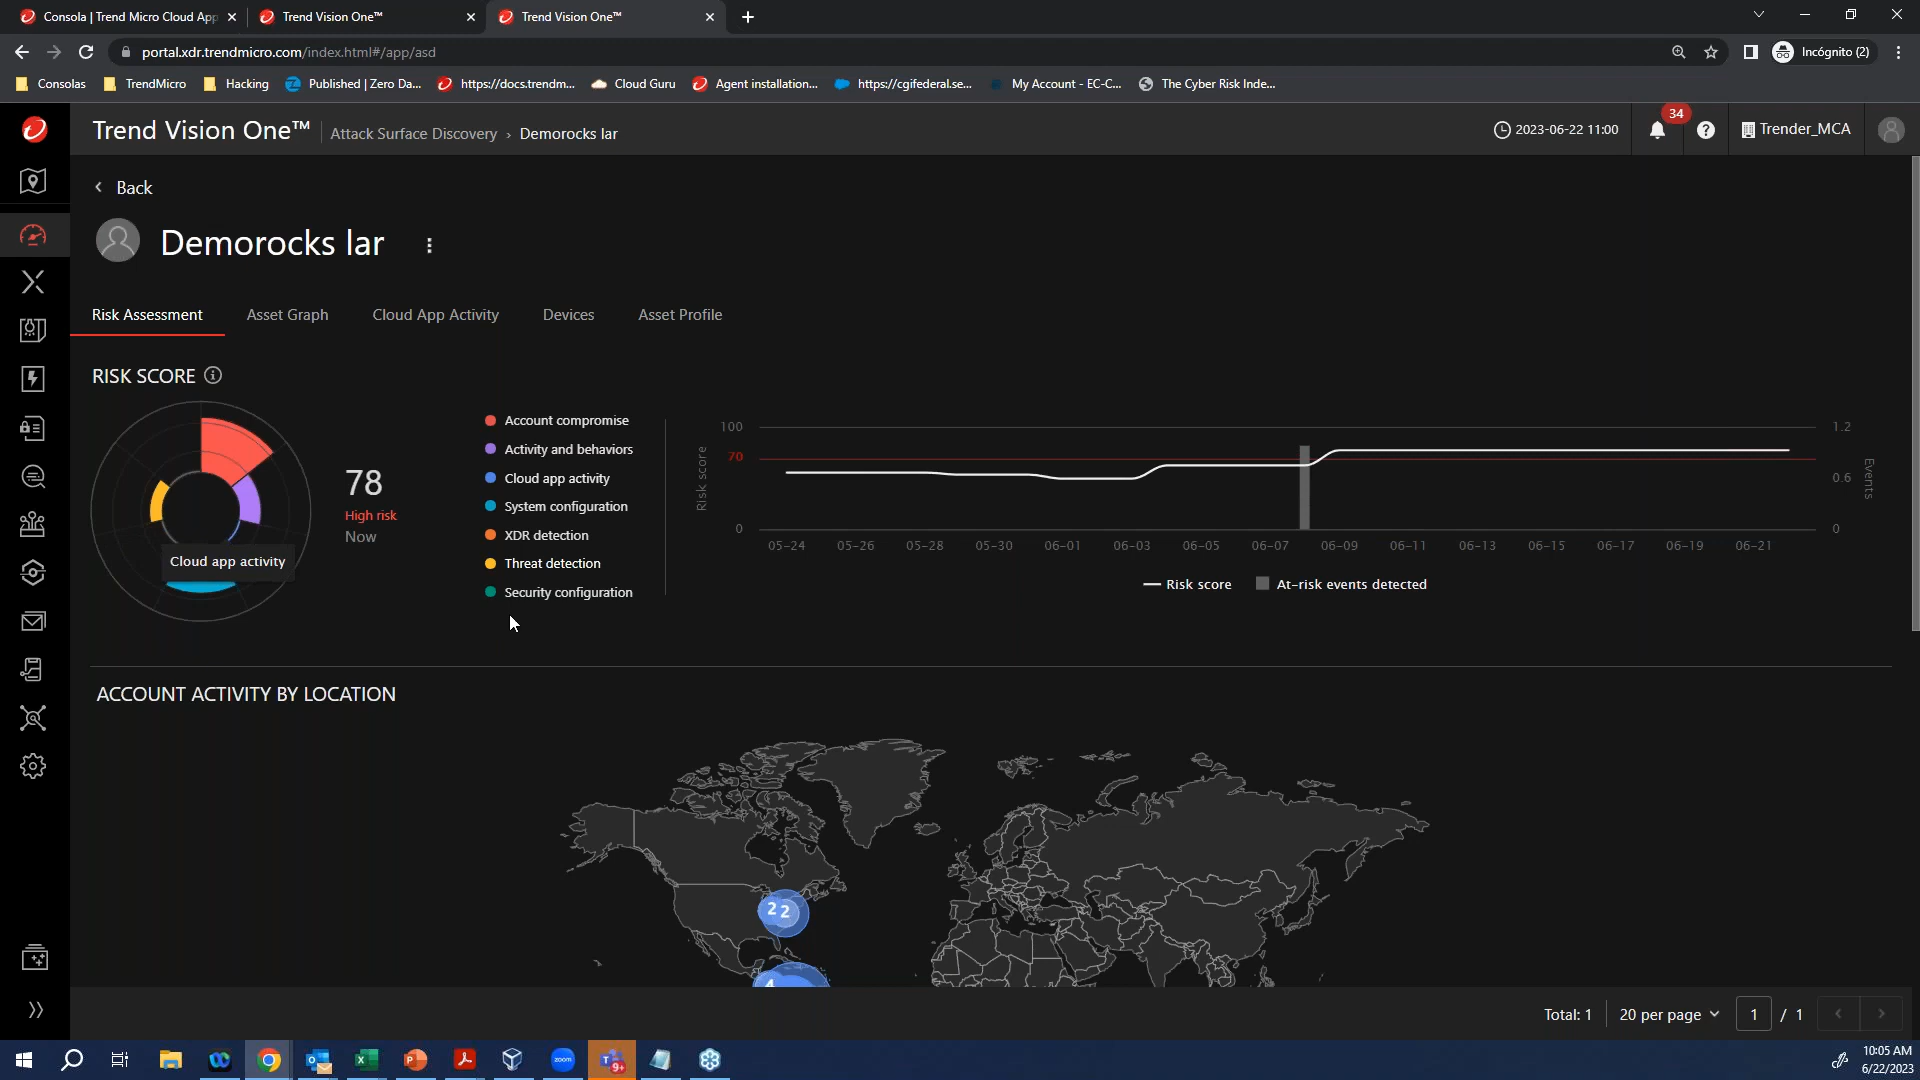 Consola | Trend Micro Cloud App
Trend Vision One™
Trend Vision One™
portal.xdr.trendmicro.com/index.html#/app/asd
Incógnito (2)
Consolas
TrendMicro
Hacking
Published | Zero Da...
https://docs.trendm...
Cloud Guru
Agent installation...
https://cgifederal.se...
My Account - EC-C...
The Cyber Risk Inde...
Trend Vision One™
Attack Surface Discovery › Demorocks lar
2023-06-22 11:00
34
Trender_MCA
Back
Demorocks lar
Risk Assessment
Asset Graph
Cloud App Activity
Devices
Asset Profile
RISK SCORE
78
High risk
Now
Cloud app activity
Account compromise
Activity and behaviors
Cloud app activity
System configuration
XDR detection
Threat detection
Security configuration
Risk score
100
70
0
1.2
0.6
0
Events
05-24 05-26 05-28 05-30 06-01 06-03 06-05 06-07 06-09 06-11 06-13 06-15 06-17 06-19 06-21
Risk score
At-risk events detected
ACCOUNT ACTIVITY BY LOCATION
2 2
4
Total: 1
20 per page
1 / 1
zoom
9+
10:05 AM
6/22/2023